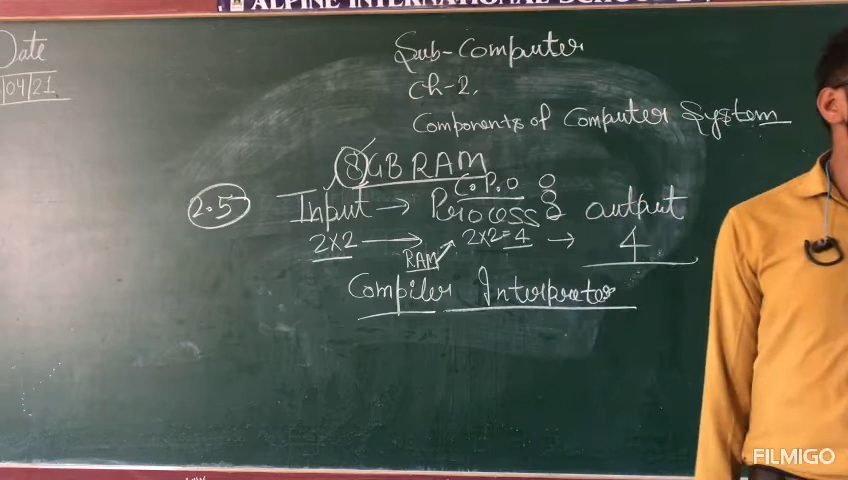 ALPINE INTERNATIONAL SCHOOL
Date
/04/21
Sub-Computer
Ch-2,
Components of Computer System
8GB RAM
C.P.O
2.5 Input → Process & output
2x2 → 2x2=4 → 4
RAM
Compiler Interpreter
FILMIGO